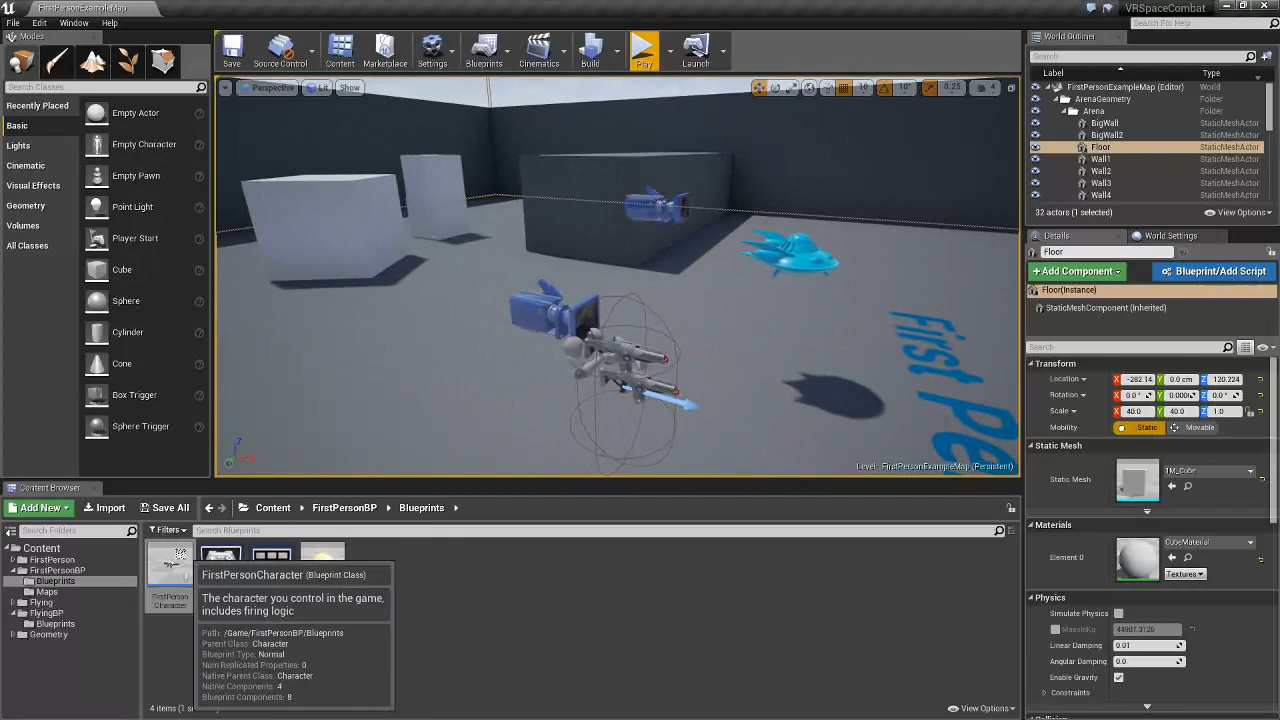 FirstPersonExampleMap
VRSpaceCombat
File Edit Window Help
Search For Help
Modes
Search Classes
Recently Placed
Basic
Lights
Cinematic
Visual Effects
Geometry
Volumes
All Classes
Empty Actor
Empty Character
Empty Pawn
Point Light
Player Start
Cube
Sphere
Cylinder
Cone
Box Trigger
Sphere Trigger
Save
Source Control
Content
Marketplace
Settings
Blueprints
Cinematics
Build
Play
Launch
Perspective Lit Show
10 10° 0.25 4
First Pe
Level: FirstPersonExampleMap (Persistent)
World Outliner
Search
Label Type
FirstPersonExampleMap (Editor) World
ArenaGeometry Folder
Arena Folder
BigWall StaticMeshActor
BigWall2 StaticMeshActor
Floor StaticMeshActor
Wall1 StaticMeshActor
Wall2 StaticMeshActor
Wall3 StaticMeshActor
Wall4 StaticMeshActor
32 actors (1 selected) View Options
Details World Settings
Floor
+Add Component Blueprint/Add Script
Floor(Instance)
StaticMeshComponent (Inherited)
Search
Transform
Location X -282.14 Y 0.0 cm Z 120.224
Rotation X 0.0 ° Y 0.000 Z 0.0 °
Scale X 40.0 Y 40.0 Z 1.0
Mobility Static Movable
Static Mesh
Static Mesh 1M_Cube
Materials
Element 0 CubeMaterial
Textures
Physics
Simulate Physics
MassInKg 44987.3125
Linear Damping 0.01
Angular Damping 0.0
Enable Gravity
Constraints
Collision
Content Browser
Add New Import Save All Content FirstPersonBP Blueprints
Search Folders Filters Search Blueprints
Content
FirstPerson
FirstPersonBP
Blueprints
Maps
Flying
FlyingBP
Blueprints
Geometry
FirstPerson
Character
FirstPersonCharacter (Blueprint Class)
The character you control in the game,
includes firing logic
Path: /Game/FirstPersonBP/Blueprints
Parent Class: Character
Blueprint Type: Normal
Num Replicated Properties: 0
Native Parent Class: Character
Native Components: 4
Blueprint Components: 8
4 items (1 s
View Options